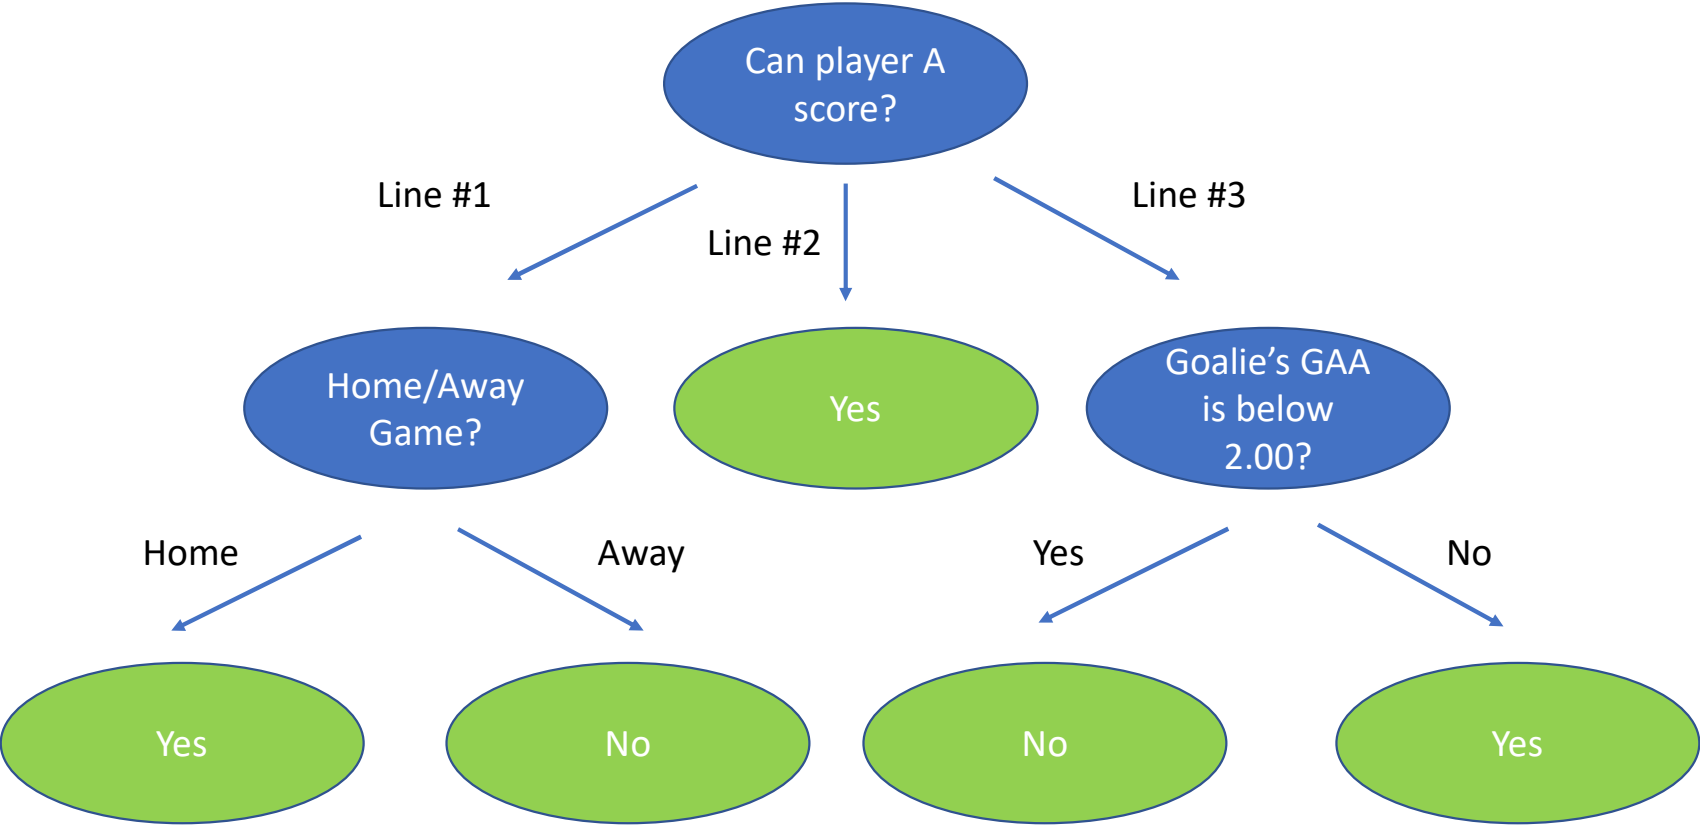 Can player A
score?
Line #1
Line #2
Line #3
Home/Away
Game?
Yes
Goalie’s GAA
is below
2.00?
Home
Away
Yes
No
Yes
No
No
Yes